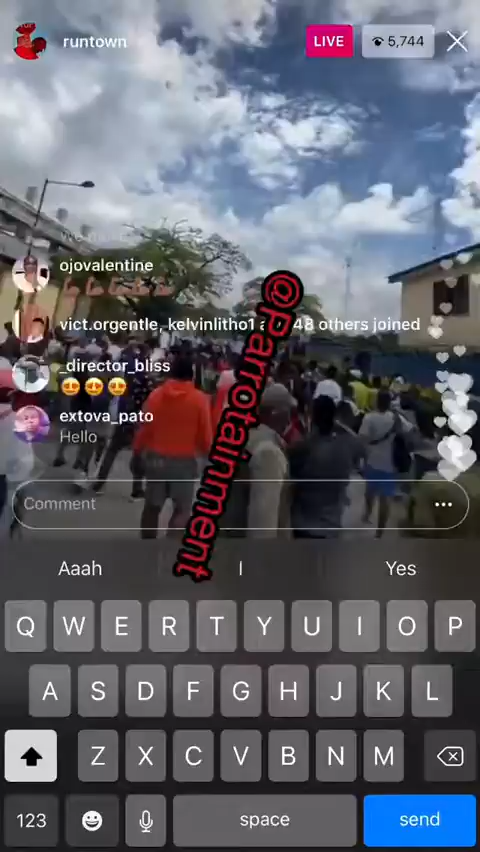 runtown
LIVE
5,744
ojovalentine
vict.orgentle, kelvinlitho1 a
48 others joined
_director_bliss
extova_pato
Hello
@Parrotainment
Comment
Aaah
I
Yes
Q W E R T Y U I O P
A S D F G H J K L
Z X C V B N M
123
space
send